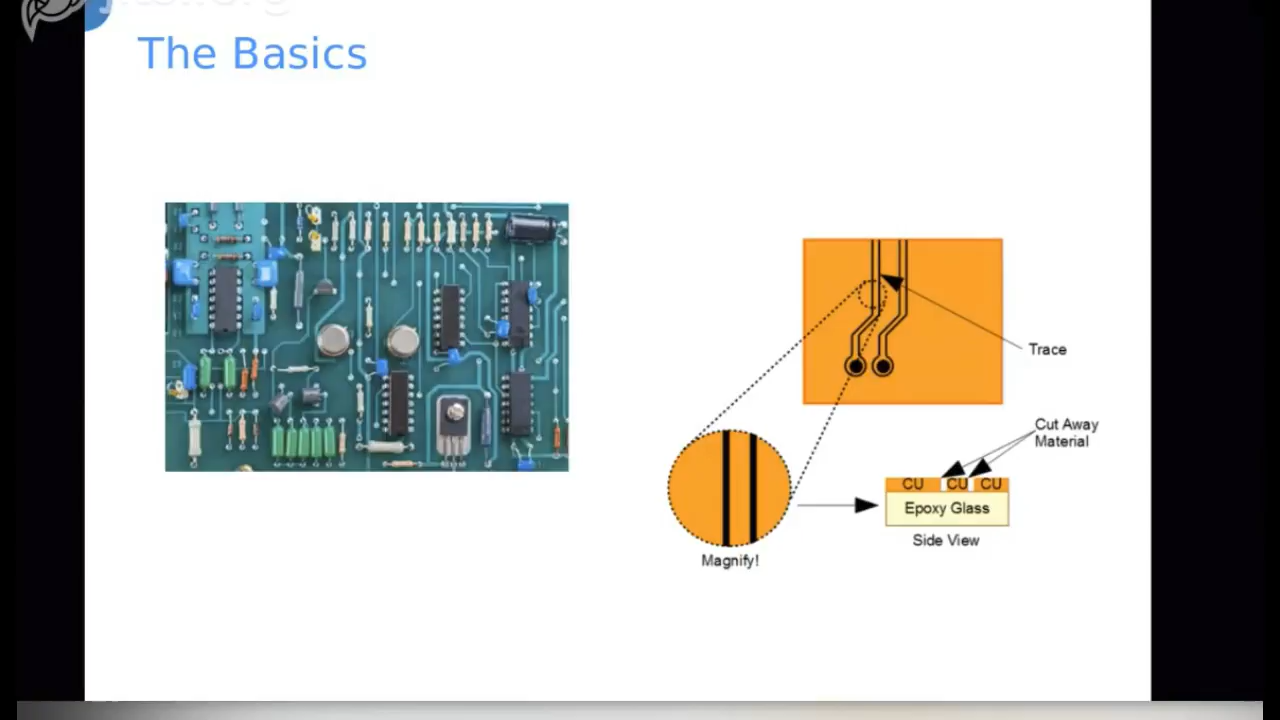 The Basics
Trace
Cut Away
Material
CU CU CU
Epoxy Glass
Side View
Magnify!